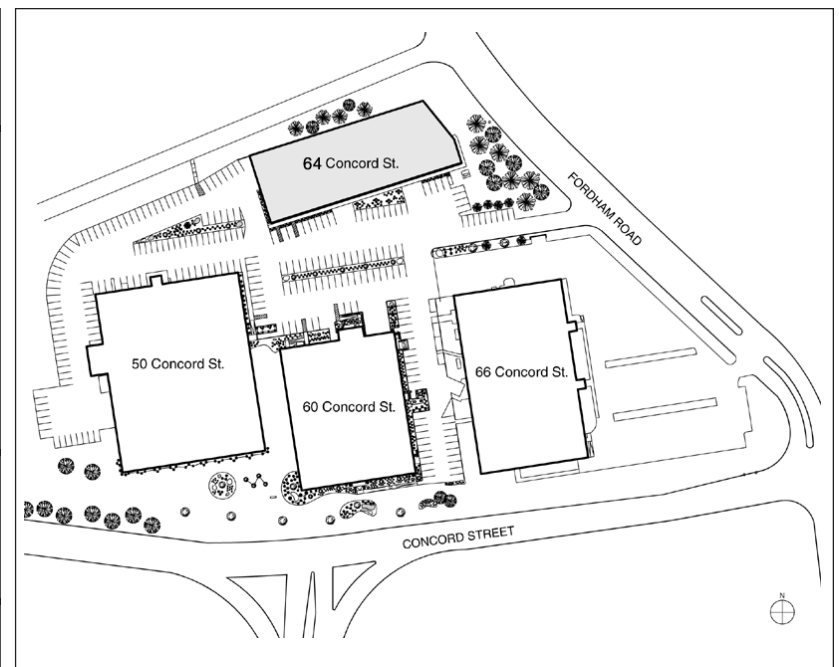 64 Concord St.
FORDHAM ROAD
50 Concord St.
66 Concord St.
60 Concord St.
CONCORD STREET
N